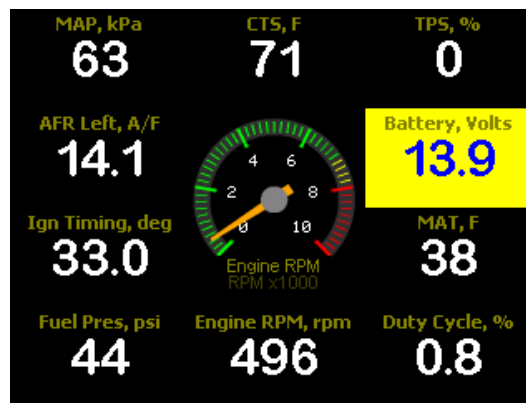 MAP, kPa CTS, F TPS, %
63 71 0
AFR Left, A/F Battery, Volts
14.1 13.9
4 6
2 8
0 10
Ign Timing, deg MAT, F
33.0 38
Engine RPM
RPM x1000
Fuel Pres, psi Engine RPM, rpm Duty Cycle, %
44 496 0.8